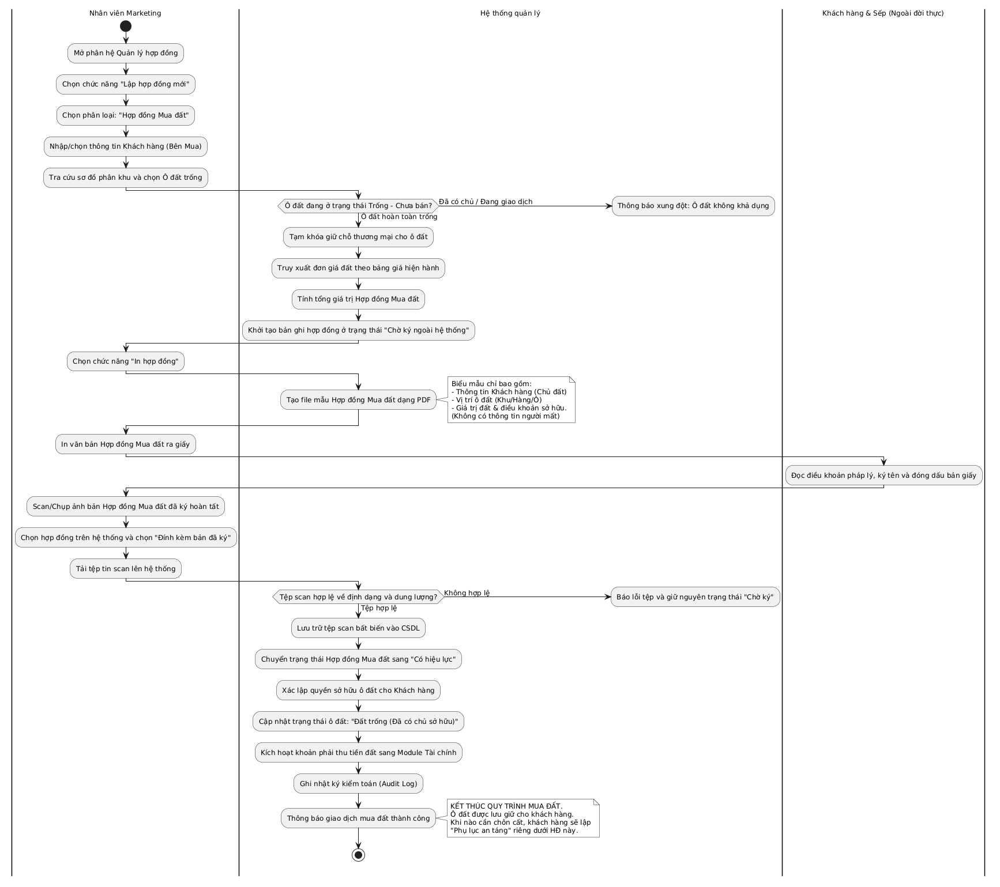 Nhân viên Marketing
Hệ thống quản lý
Khách hàng & Sếp (Ngoài đời thực)
Mở phân hệ Quản lý hợp đồng
Chọn chức năng "Lập hợp đồng mới"
Chọn phân loại: "Hợp đồng Mua đất"
Nhập/chọn thông tin Khách hàng (Bên Mua)
Tra cứu sơ đồ phân khu và chọn Ô đất trống
Ô đất đang ở trạng thái Trống - Chưa bán?
Đã có chủ / Đang giao dịch
Thông báo xung đột: Ô đất không khả dụng
Ô đất hoàn toàn trống
Tạm khóa giữ chỗ thương mại cho ô đất
Truy xuất đơn giá đất theo bảng giá hiện hành
Tính tổng giá trị Hợp đồng Mua đất
Khởi tạo bản ghi hợp đồng ở trạng thái "Chờ ký ngoài hệ thống"
Chọn chức năng "In hợp đồng"
Tạo file mẫu Hợp đồng Mua đất dạng PDF
Biểu mẫu chỉ bao gồm:
- Thông tin Khách hàng (Chủ đất)
- Vị trí ô đất (Khu/Hàng/Ô)
- Giá trị đất & điều khoản sở hữu.
(Không có thông tin người mất)
In văn bản Hợp đồng Mua đất ra giấy
Đọc điều khoản pháp lý, ký tên và đóng dấu bản giấy
Scan/Chụp ảnh bản Hợp đồng Mua đất đã ký hoàn tất
Chọn hợp đồng trên hệ thống và chọn "Đính kèm bản đã ký"
Tải tệp tin scan lên hệ thống
Tệp scan hợp lệ về định dạng và dung lượng?
Không hợp lệ
Báo lỗi tệp và giữ nguyên trạng thái "Chờ ký"
Tệp hợp lệ
Lưu trữ tệp scan bất biến vào CSDL
Chuyển trạng thái Hợp đồng Mua đất sang "Có hiệu lực"
Xác lập quyền sở hữu ô đất cho Khách hàng
Cập nhật trạng thái ô đất: "Đất trống (Đã có chủ sở hữu)"
Kích hoạt khoản phải thu tiền đất sang Module Tài chính
Ghi nhật ký kiểm toán (Audit Log)
Thông báo giao dịch mua đất thành công
KẾT THÚC QUY TRÌNH MUA ĐẤT.
Ô đất được lưu giữ cho khách hàng.
Khi nào cần chôn cất, khách hàng sẽ lập
"Phụ lục an táng" riêng dưới HĐ này.